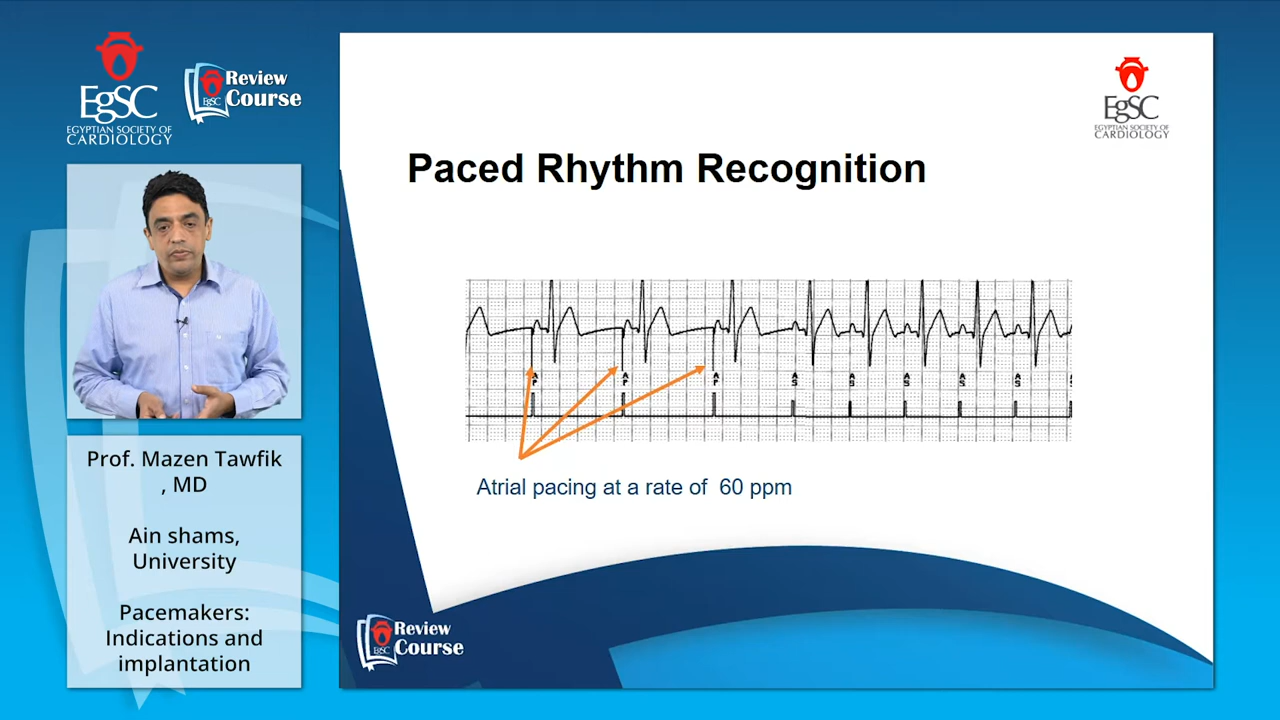 EgSC
EGYPTIAN SOCIETY OF
CARDIOLOGY
Review
Course
EgSC
Prof. Mazen Tawfik
, MD
Ain shams,
University
Pacemakers:
Indications and
implantation
EgSC
EGYPTIAN SOCIETY OF
CARDIOLOGY
Paced Rhythm Recognition
A
P
A
P
A
P
A
S
A
S
A
S
A
S
A
S
Atrial pacing at a rate of 60 ppm
Review
Course
EgSC